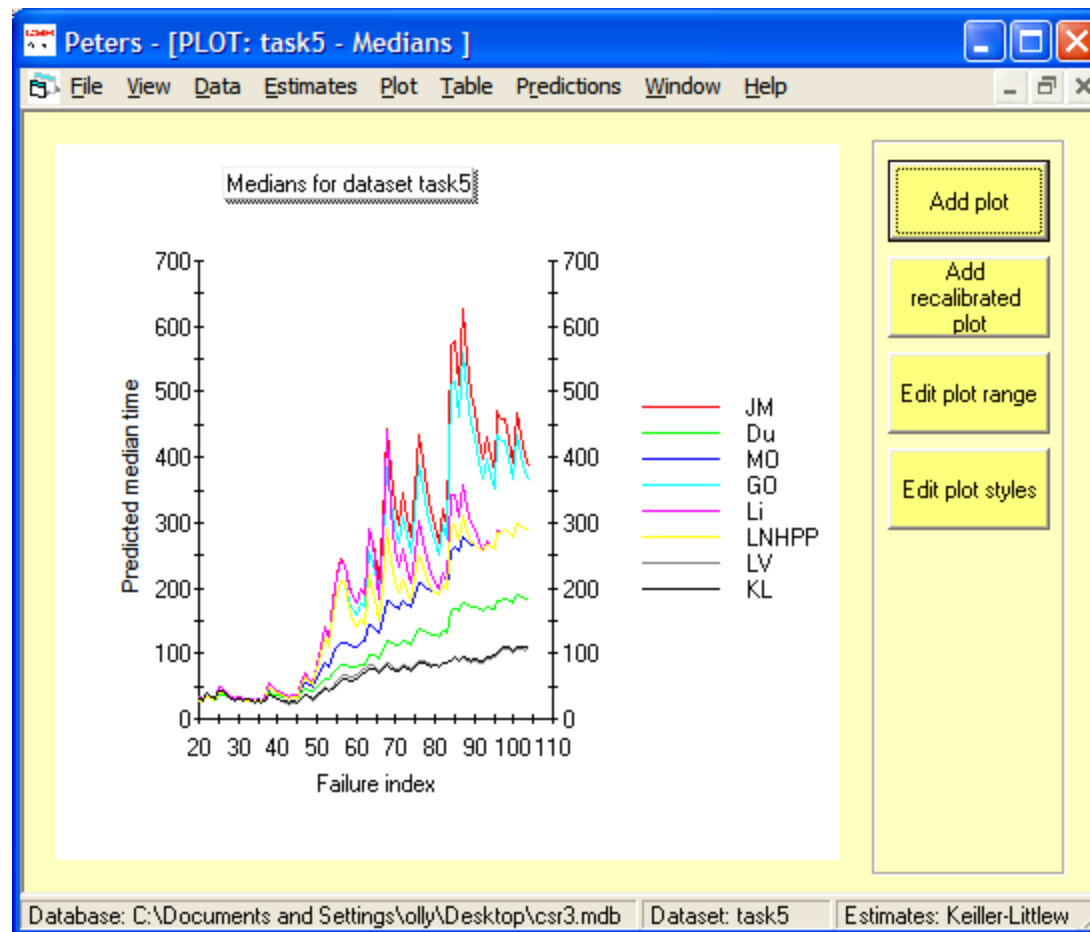 Peters - [PLOT: task5 - Medians ]
File View Data Estimates Plot Table Predictions Window Help
Medians for dataset task5
Add plot
Add
recalibrated
plot
Edit plot range
Edit plot styles
700 700
600 600
500 500
400 400
300 300
200 200
100 100
0 0
Predicted median time
20 30 40 50 60 70 80 90 100 110
Failure index
JM
Du
MO
GO
Li
LNHPP
LV
KL
Database: C:\Documents and Settings\olly\Desktop\csr3.mdb Dataset: task5 Estimates: Keiller-Littlew